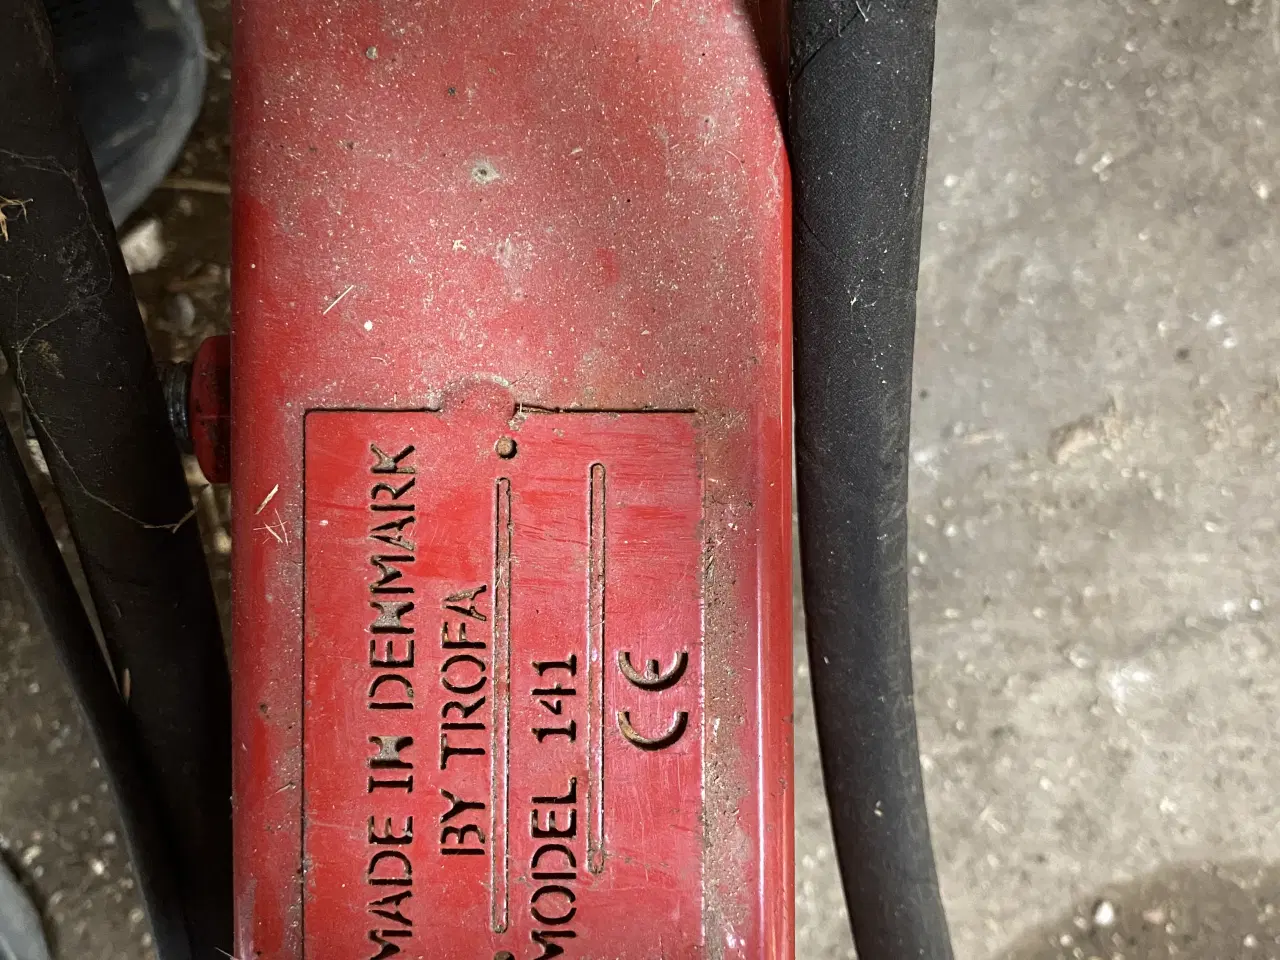 MADE IN DENMARK
BY TROFA
MODEL 141
CE